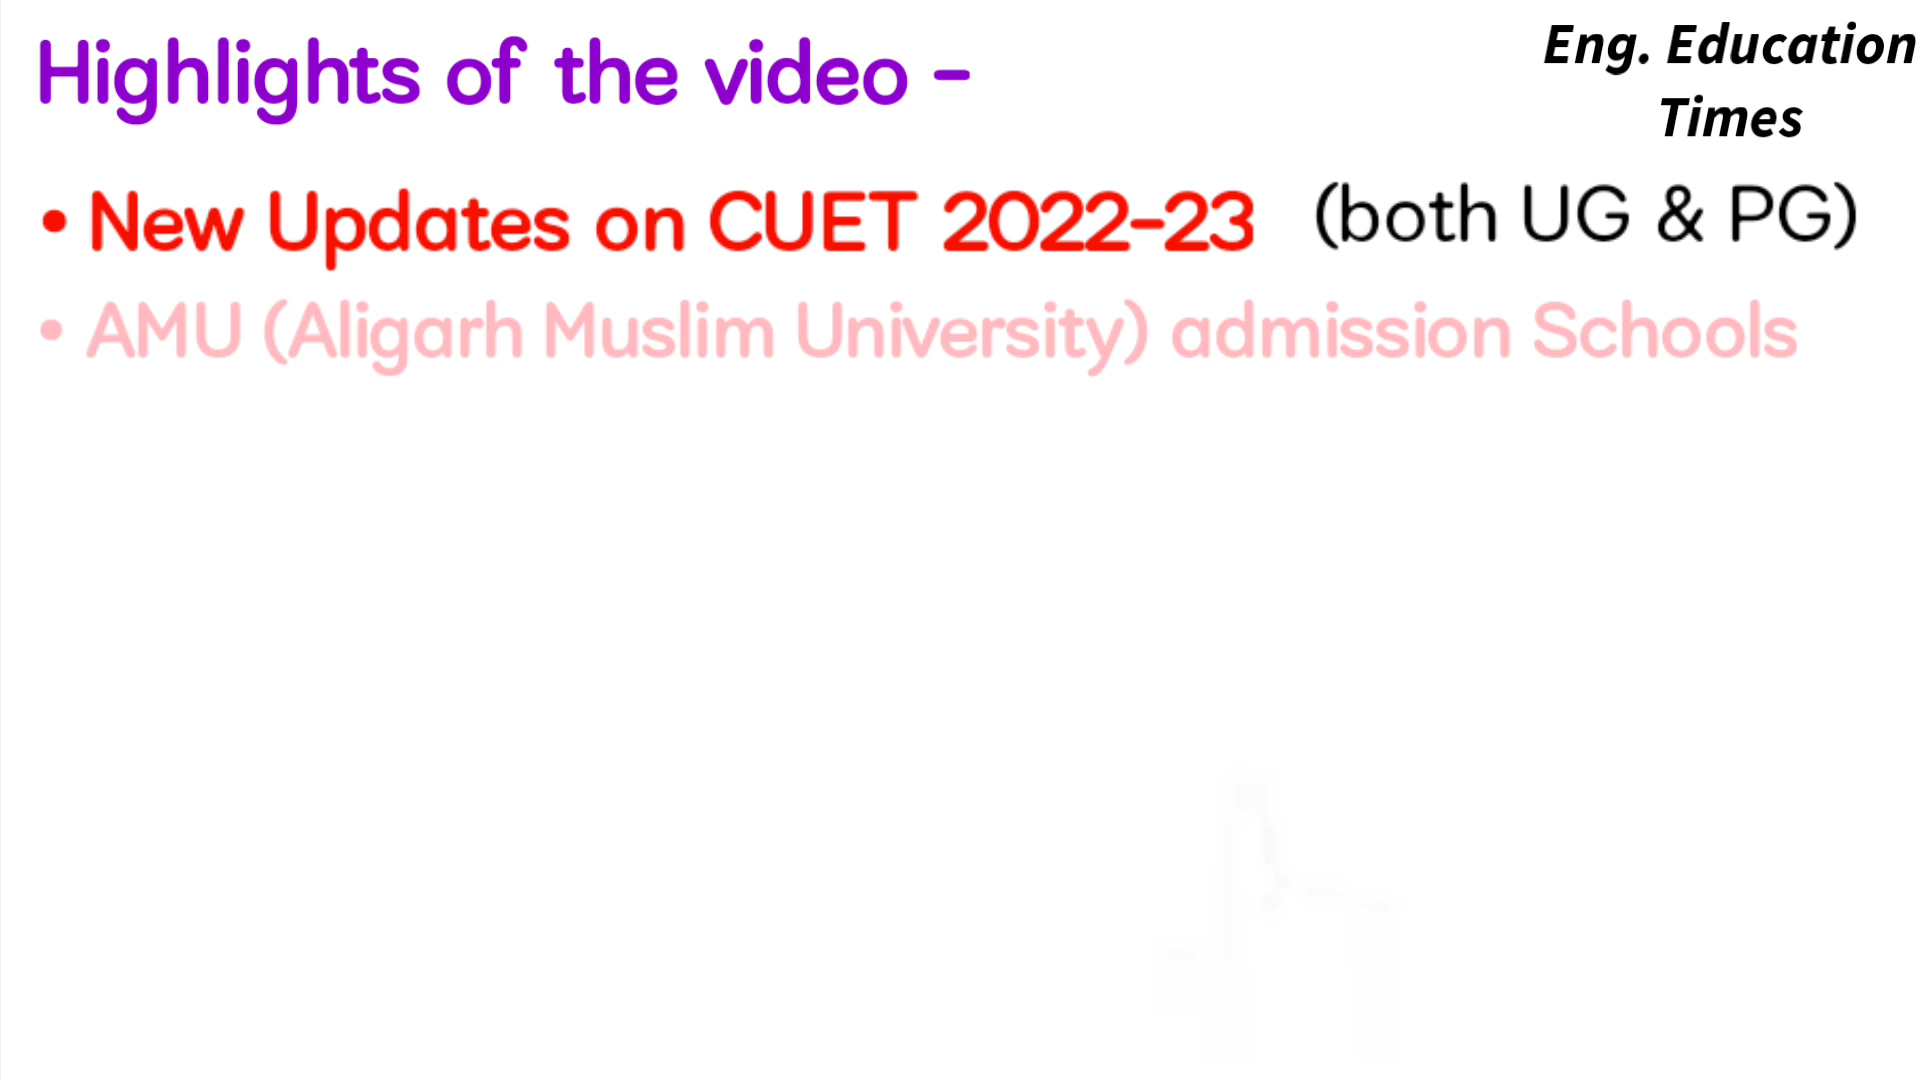 Highlights of the video -
Eng. Education
Times
• New Updates on CUET 2022-23 (both UG & PG)
• AMU (Aligarh Muslim University) admission Schools